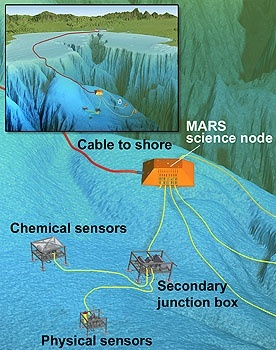 MARS
science node
Cable to shore
Chemical sensors
Secondary
junction box
Physical sensors